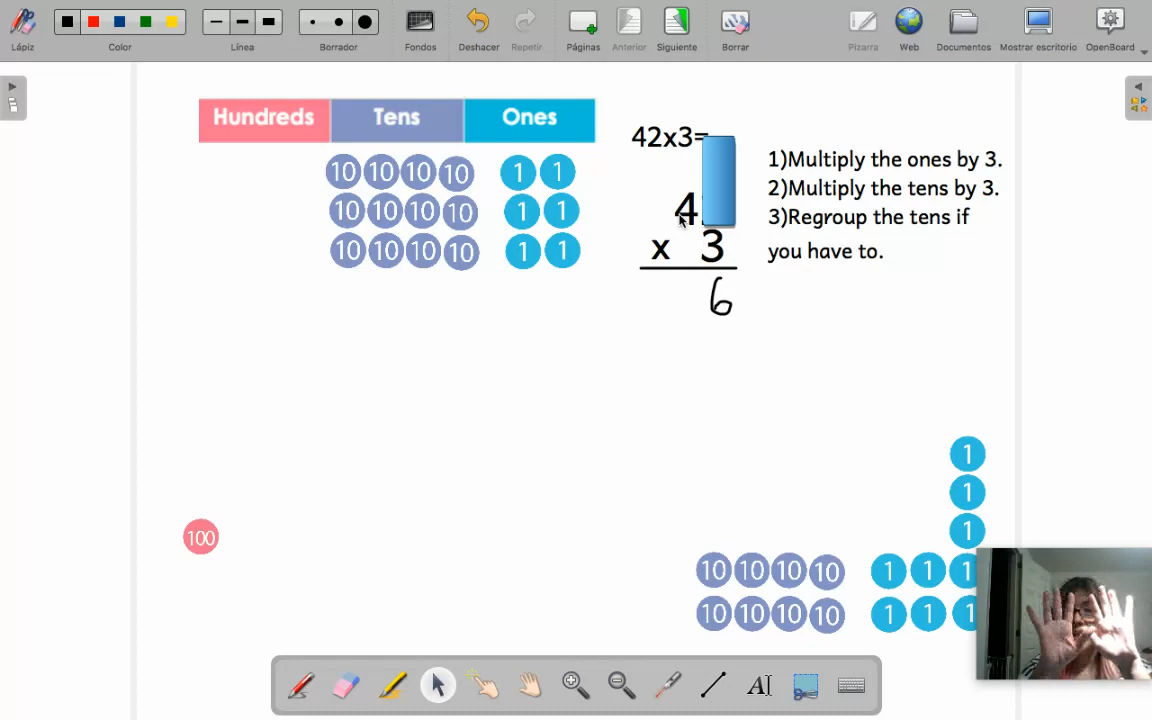 Lápiz Color Línea Borrador Fondos Deshacer Repetir Páginas Anterior Siguiente Borrar Pizarra Web Documentos Mostrar escritorio OpenBoard
Hundreds Tens Ones
42x3=
1)Multiply the ones by 3.
2)Multiply the tens by 3.
3)Regroup the tens if
you have to.
10 10 10 10 1 1
10 10 10 10 1 1
10 10 10 10 1 1
4
x 3
6
1
1
1
100
10 10 10 10 1 1 1
10 10 10 10 1 1 1
AI